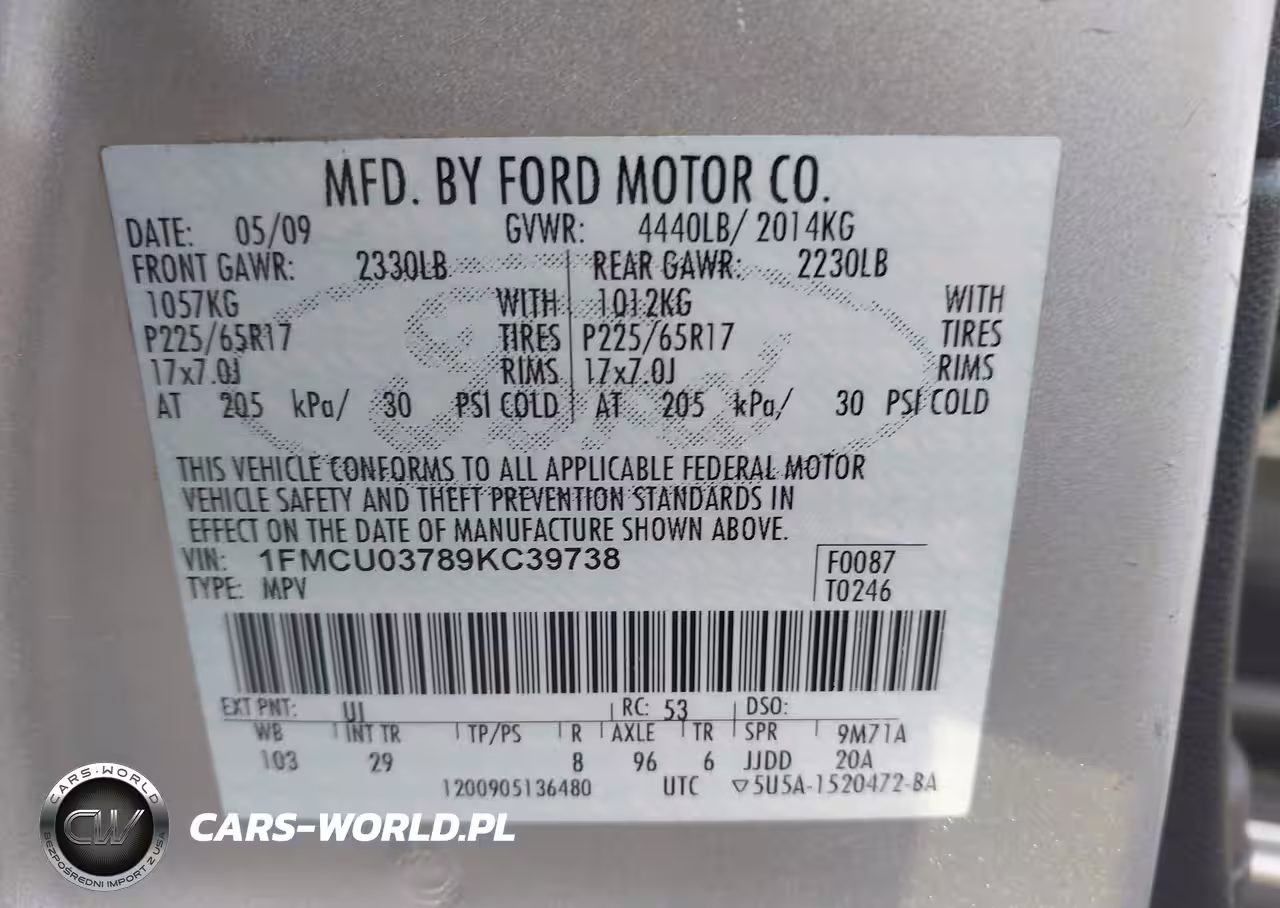 MFD. BY FORD MOTOR CO.
DATE: 05/09 GVWR: 4440LB/ 2014KG
FRONT GAWR: 2330LB REAR GAWR: 2230LB
1057KG WITH 1012KG WITH
P225/65R17 TIRES P225/65R17 TIRES
17x7.0J RIMS 17x7.0J RIMS
AT 205 kPa/ 30 PSI COLD AT 205 kPa/ 30 PSI COLD
THIS VEHICLE CONFORMS TO ALL APPLICABLE FEDERAL MOTOR
VEHICLE SAFETY AND THEFT PREVENTION STANDARDS IN
EFFECT ON THE DATE OF MANUFACTURE SHOWN ABOVE.
VIN: 1FMCU03789KC39738 F0087
TYPE: MPV T0246
EXT PNT: UI RC: 53 DSO:
WB INT TR TP/PS R AXLE TR SPR 9M71A
103 29 8 96 6 JJDD 20A
1200905136480 UTC ▽5U5A-1520472-BA
CARS-WORLD
CW
BEZPOŚREDNI IMPORT Z USA
CARS-WORLD.PL